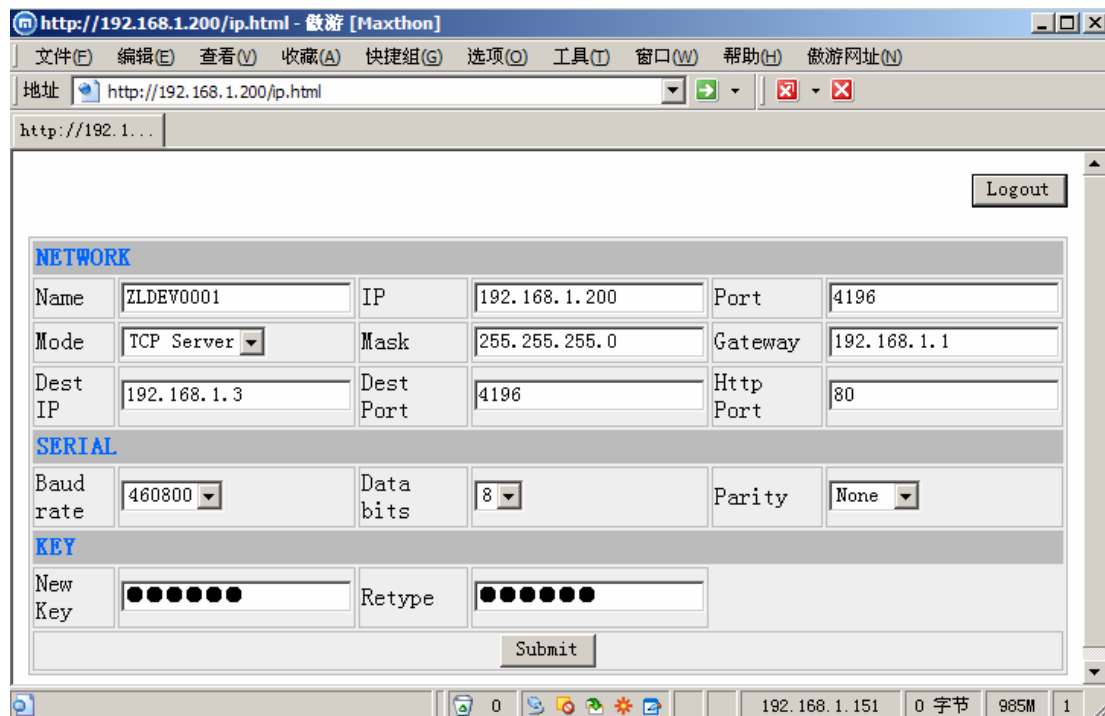 http://192.168.1.200/ip.html - 傲游 [Maxthon]
文件(F) 编辑(E) 查看(V) 收藏(A) 快捷组(G) 选项(O) 工具(T) 窗口(W) 帮助(H) 傲游网址(N)
地址 http://192.168.1.200/ip.html
http://192.1...
Logout
NETWORK
Name ZLDEV0001 IP 192.168.1.200 Port 4196
Mode TCP Server Mask 255.255.255.0 Gateway 192.168.1.1
Dest IP 192.168.1.3 Dest Port 4196 Http Port 80
SERIAL
Baud rate 460800 Data bits 8 Parity None
KEY
New Key ●●●●●● Retype ●●●●●●
Submit
0 192.168.1.151 0 字节 985M 1